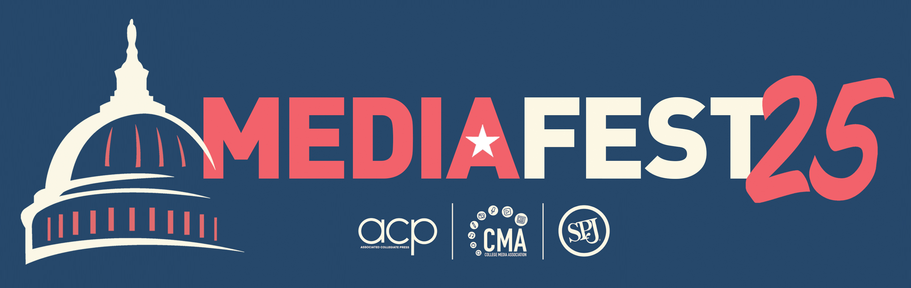 MEDIAFEST25
acp
ASSOCIATED COLLEGIATE PRESS
CMA
COLLEGE MEDIA ASSOCIATION
SPJ